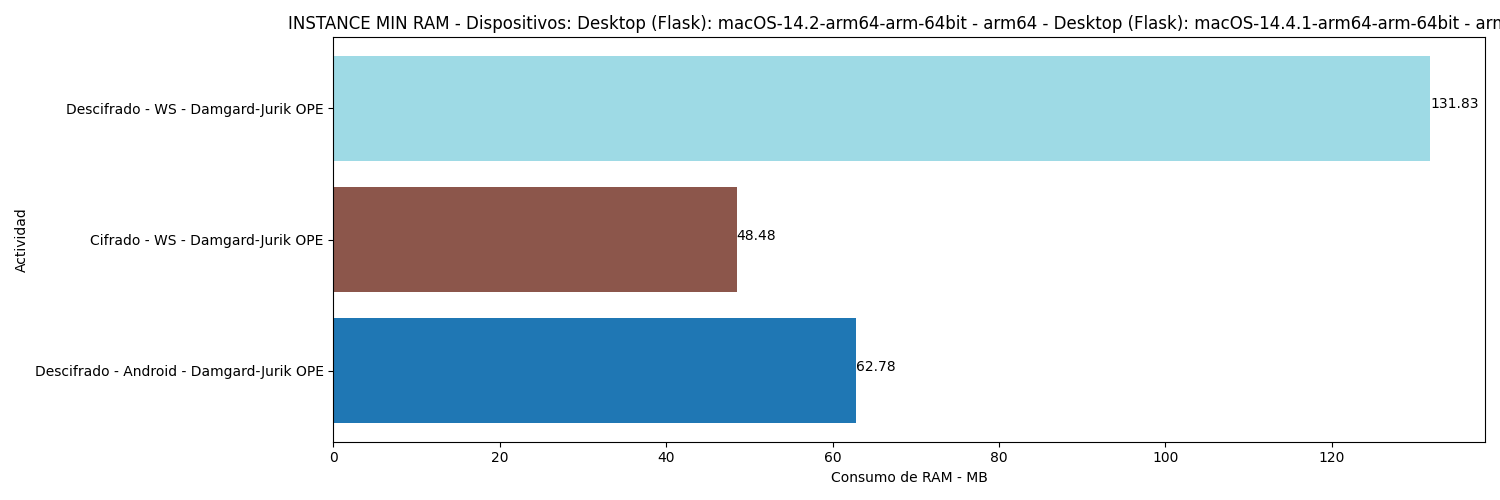 INSTANCE MIN RAM - Dispositivos: Desktop (Flask): macOS-14.2-arm64-arm-64bit - arm64 - Desktop (Flask): macOS-14.4.1-arm64-arm-64bit -
Descifrado - WS - Damgard-Jurik OPE
131.83
Cifrado - WS - Damgard-Jurik OPE
48.48
Descifrado - Android - Damgard-Jurik OPE
62.78
Actividad
0 20 40 60 80 100 120
Consumo de RAM - MB